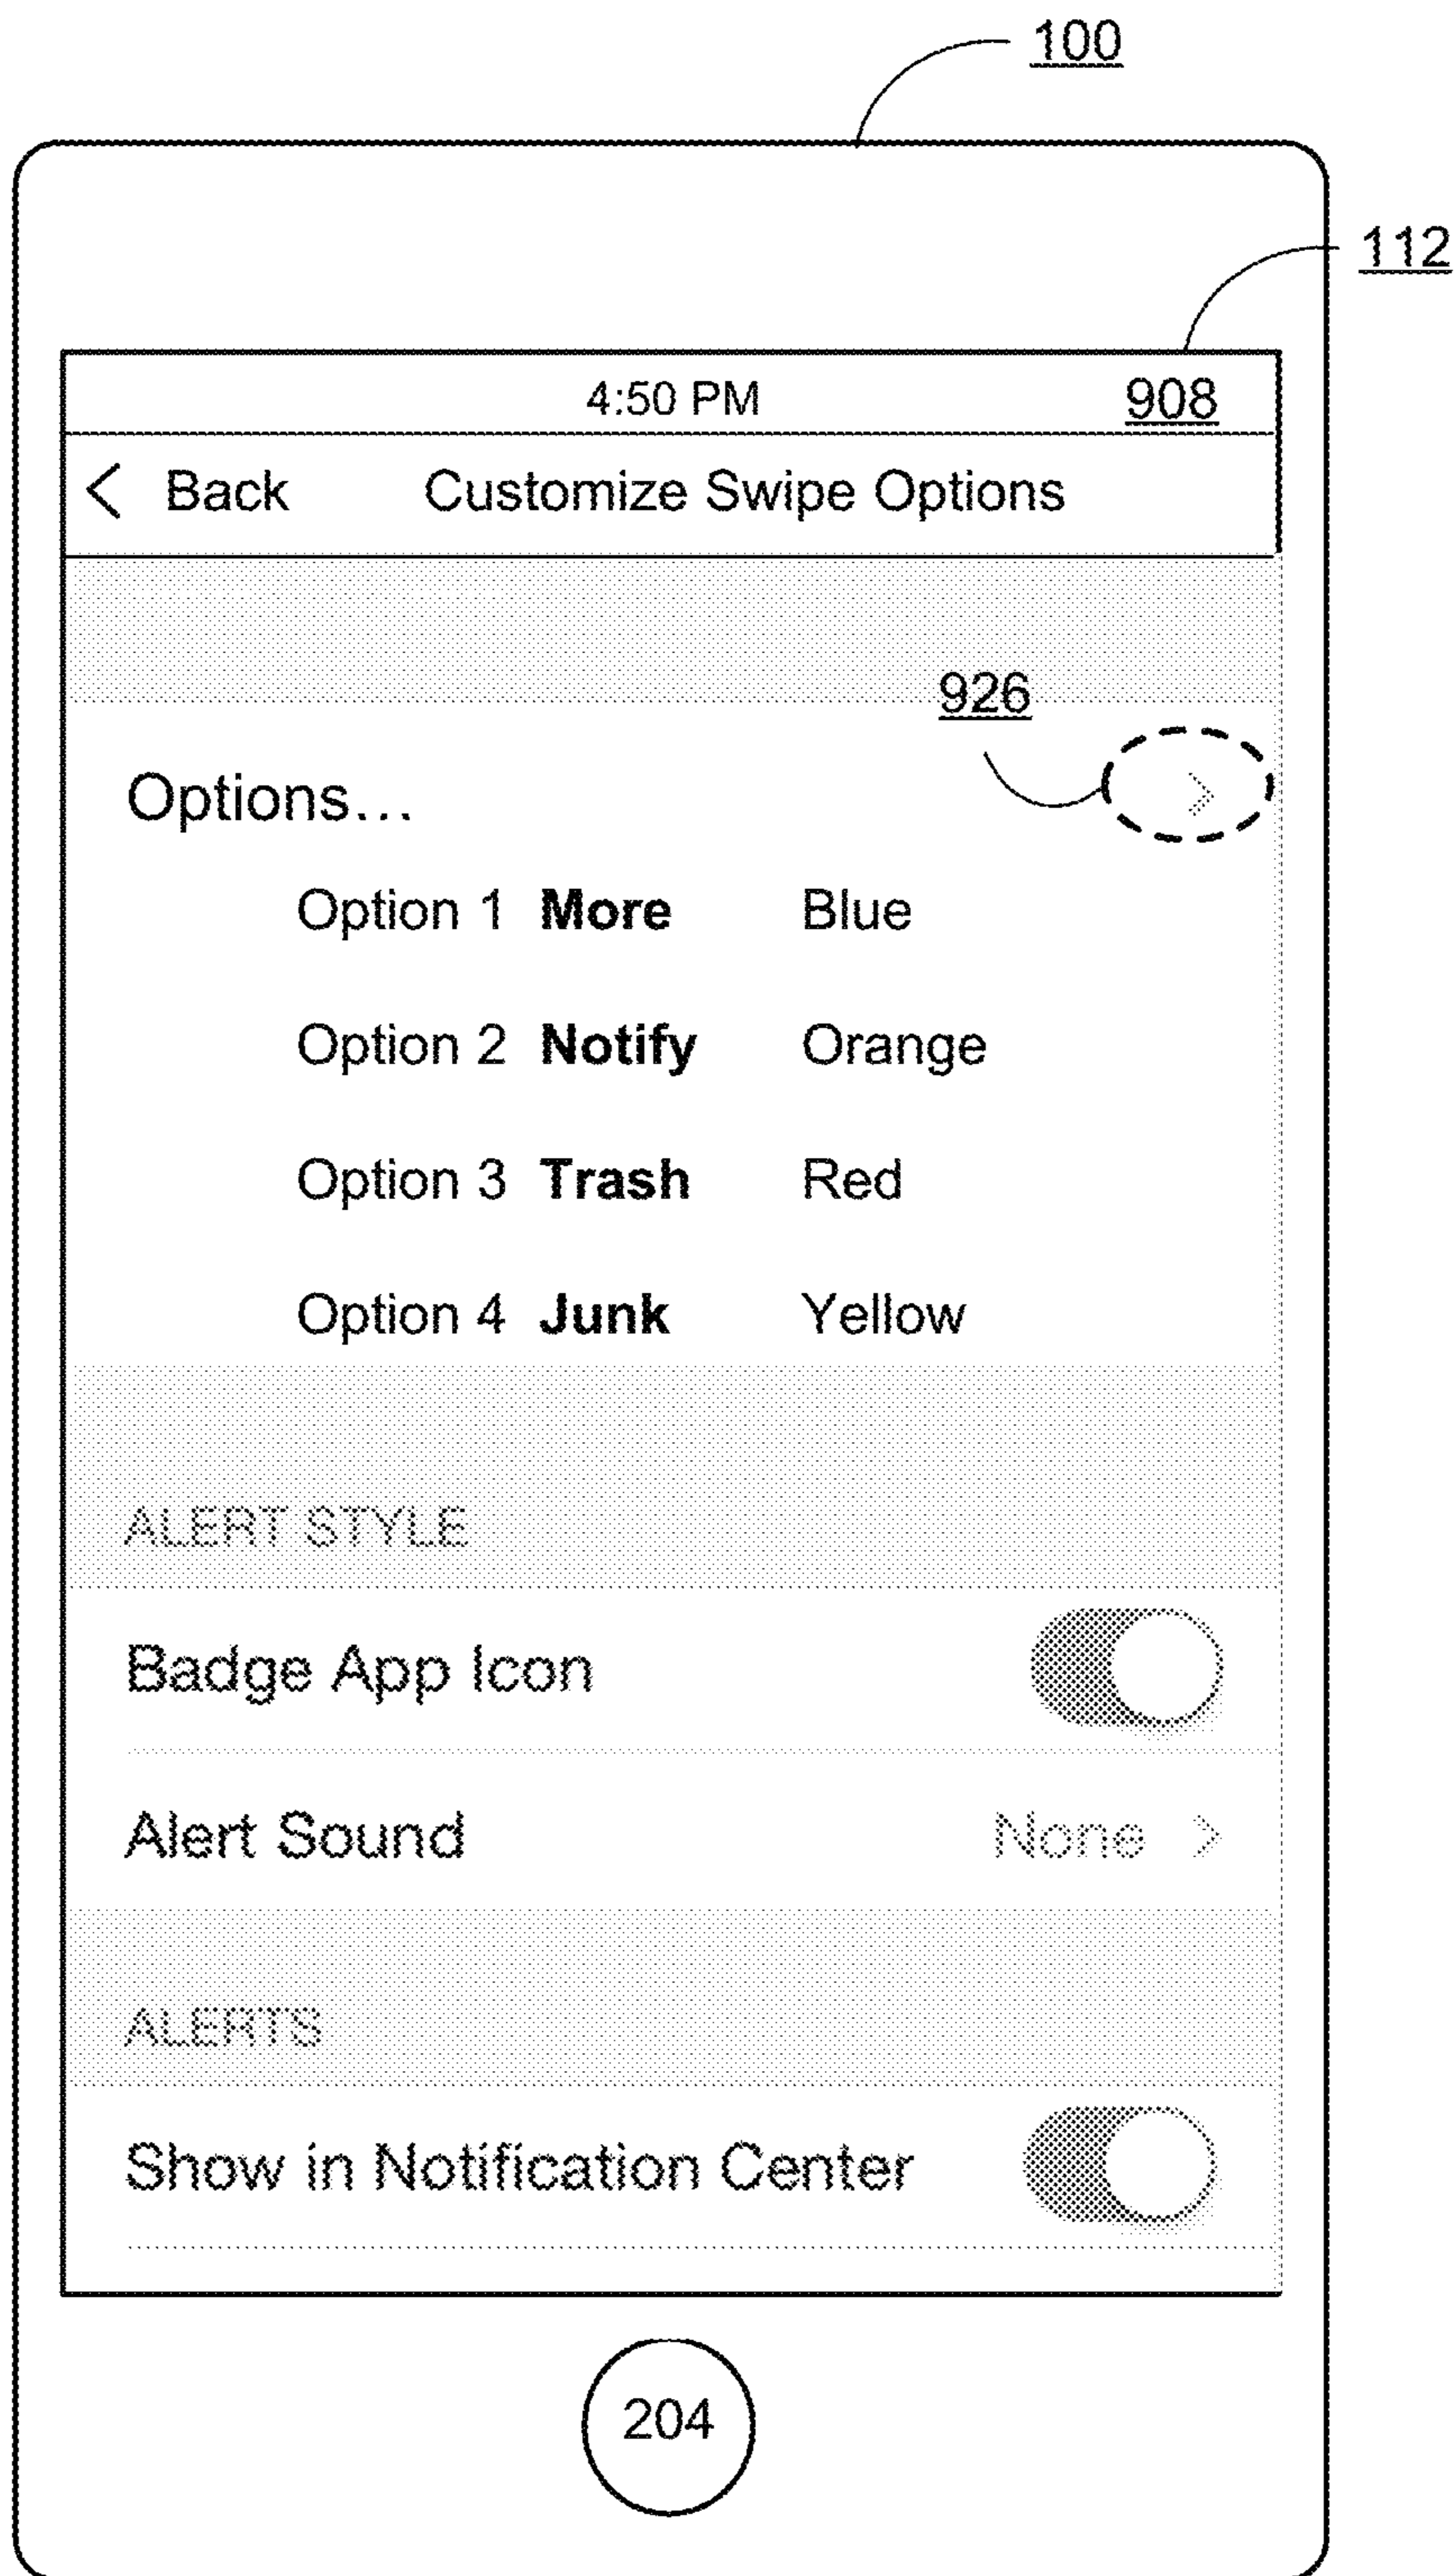 100
112
4:50 PM 908
< Back Customize Swipe Options
926
Options... >
Option 1 More Blue
Option 2 Notify Orange
Option 3 Trash Red
Option 4 Junk Yellow
ALERT STYLE
Badge App Icon
Alert Sound None >
ALERTS
Show in Notification Center
204